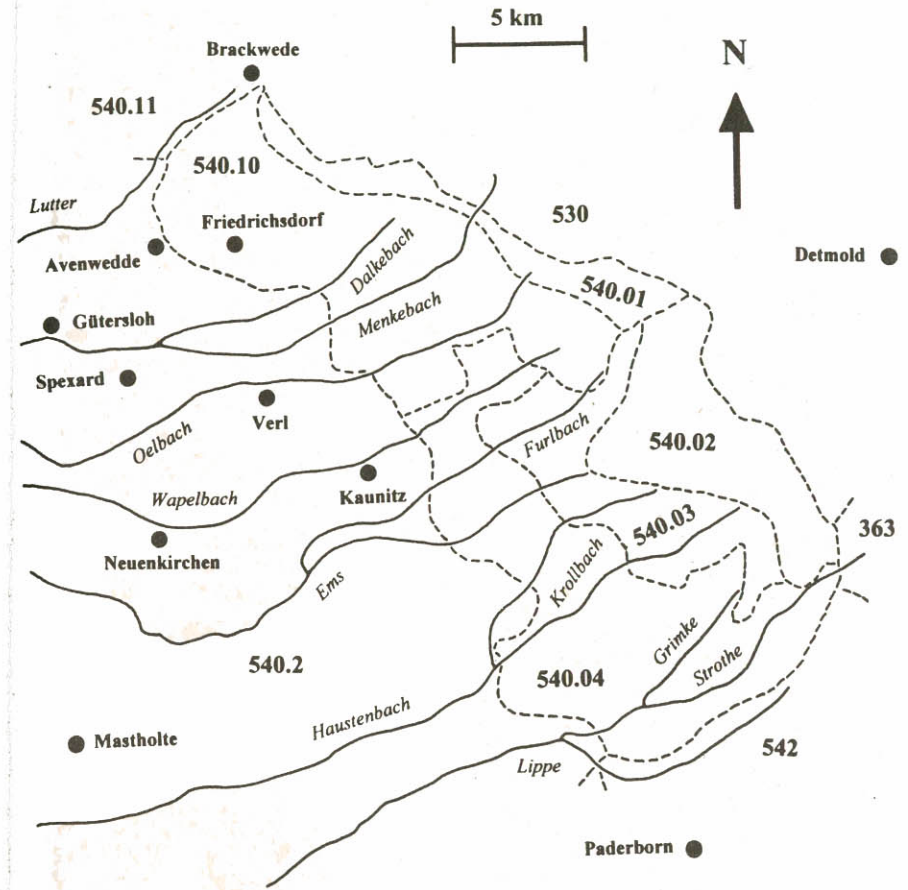 5 km
Brackwede
N
540.11
540.10
Lutter
Friedrichsdorf
530
Avenwedde
Dalkebach
Detmold
540.01
Gütersloh
Menkebach
Spexard
Verl
Oelbach
Furlbach
540.02
Kaunitz
Wapelbach
540.03
363
Neuenkirchen
Krollbach
Ems
Grimke
540.2
Strothe
540.04
Haustenbach
Mastholte
542
Lippe
Paderborn